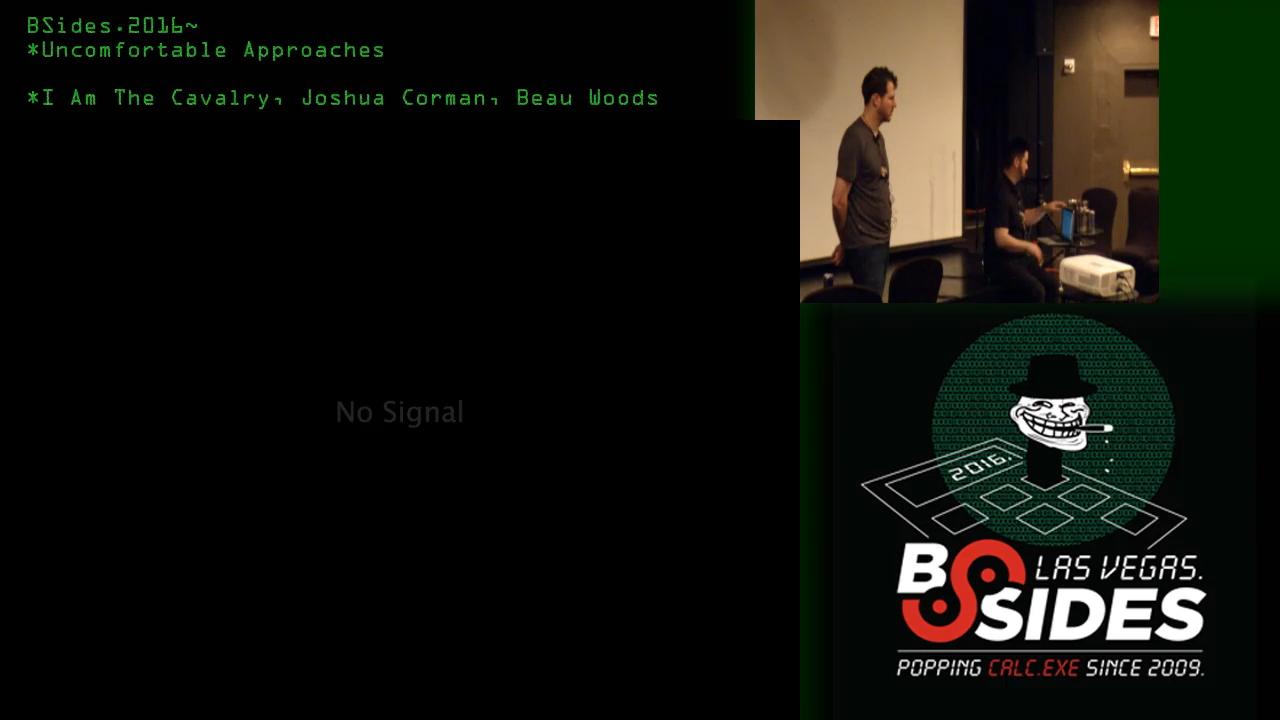 BSides.2016~
*Uncomfortable Approaches
*I Am The Cavalry, Joshua Corman, Beau Woods
No Signal
2016.
BSIDES LAS VEGAS.
POPPING CALC.EXE SINCE 2009.